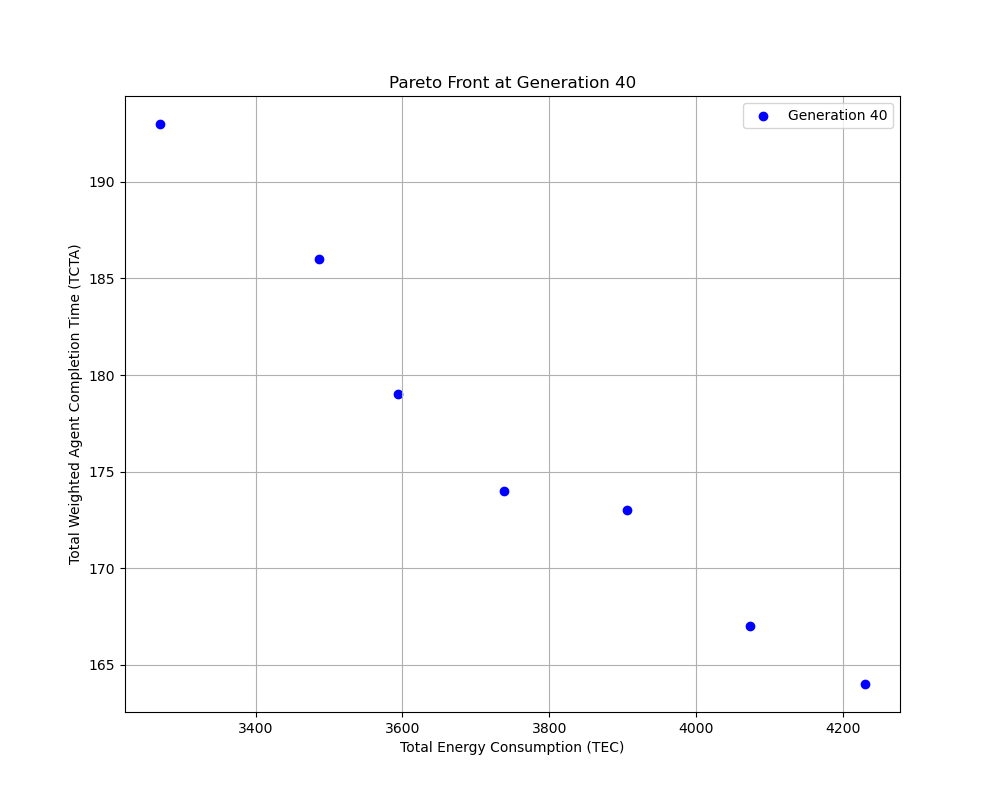 Pareto Front at Generation 40
Generation 40
Total Weighted Agent Completion Time (TCTA)
190
185
180
175
170
165
3400
3600
3800
4000
4200
Total Energy Consumption (TEC)